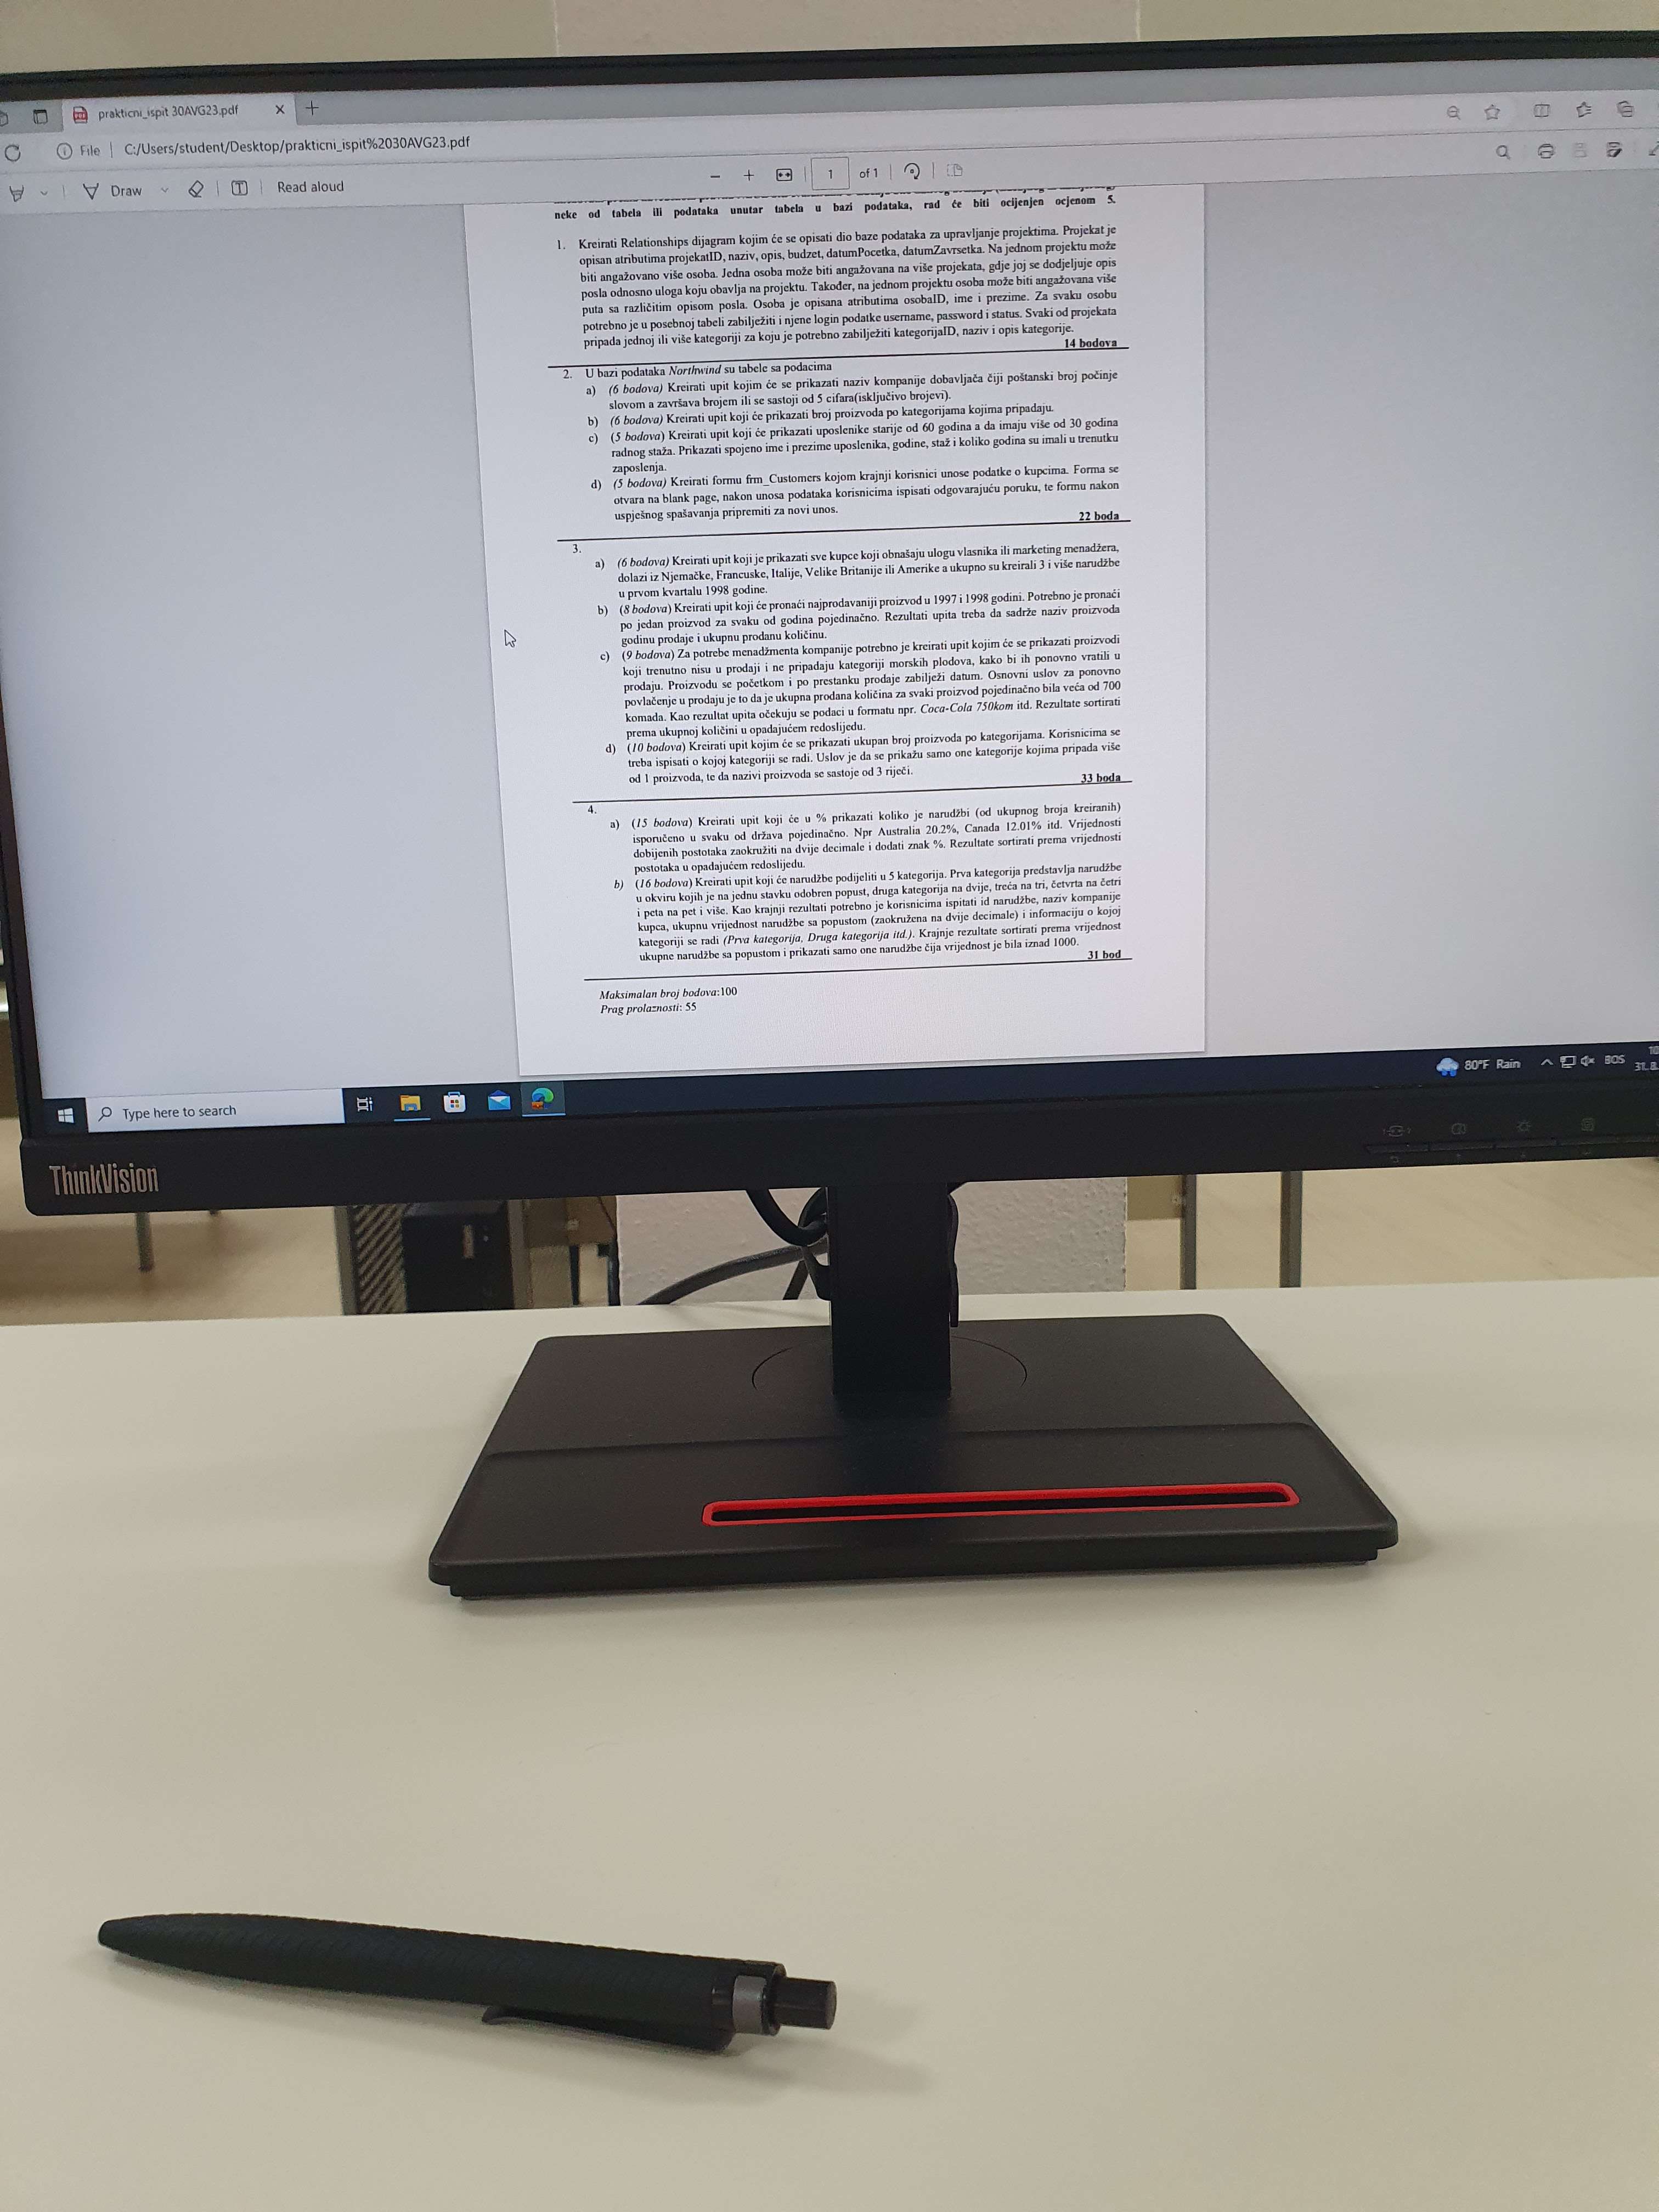 prakticni_ispit 30AVG23.pdf
File
C:/Users/student/Desktop/prakticni_ispit%2030AVG23.pdf
Draw
Read aloud
1
of 1
neke od tabela ili podataka unutar tabela u bazi podataka, rad će biti ocijenjen ocjenom 5.
1. Kreirati Relationships dijagram kojim će se opisati dio baze podataka za upravljanje projektima. Projekat je
opisan atributima projekatID, naziv, opis, budzet, datumPocetka, datumZavrsetka. Na jednom projektu može
biti angažovano više osoba. Jedna osoba može biti angažovana na više projekata, gdje joj se dodjeljuje opis
posla odnosno uloga koju obavlja na projektu. Također, na jednom projektu osoba može biti angažovana više
puta sa različitim opisom posla. Osoba je opisana atributima osobaID, ime i prezime. Za svaku osobu
potrebno je u posebnoj tabeli zabilježiti i njene login podatke username, password i status. Svaki od projekata
pripada jednoj ili više kategoriji za koju je potrebno zabilježiti kategorijaID, naziv i opis kategorije.
14 bodova
2. U bazi podataka Northwind su tabele sa podacima
a) (6 bodova) Kreirati upit kojim će se prikazati naziv kompanije dobavljača čiji poštanski broj počinje
slovom a završava brojem ili se sastoji od 5 cifara(isključivo brojevi).
b) (6 bodova) Kreirati upit koji će prikazati broj proizvoda po kategorijama kojima pripadaju.
c) (5 bodova) Kreirati upit koji će prikazati uposlenike starije od 60 godina a da imaju više od 30 godina
radnog staža. Prikazati spojeno ime i prezime uposlenika, godine, staž i koliko godina su imali u trenutku
zaposlenja.
d) (5 bodova) Kreirati formu frm_Customers kojom krajnji korisnici unose podatke o kupcima. Forma se
otvara na blank page, nakon unosa podataka korisnicima ispisati odgovarajuću poruku, te formu nakon
uspješnog spašavanja pripremiti za novi unos.
22 boda
3.
a) (6 bodova) Kreirati upit koji je prikazati sve kupce koji obnašaju ulogu vlasnika ili marketing menadžera,
dolazi iz Njemačke, Francuske, Italije, Velike Britanije ili Amerike a ukupno su kreirali 3 i više narudžbe
u prvom kvartalu 1998 godine.
b) (8 bodova) Kreirati upit koji će pronaći najprodavaniji proizvod u 1997 i 1998 godini. Potrebno je pronaći
po jedan proizvod za svaku od godina pojedinačno. Rezultati upita treba da sadrže naziv proizvoda
godinu prodaje i ukupnu prodanu količinu.
c) (9 bodova) Za potrebe menadžmenta kompanije potrebno je kreirati upit kojim će se prikazati proizvodi
koji trenutno nisu u prodaji i ne pripadaju kategoriji morskih plodova, kako bi ih ponovno vratili u
prodaju. Proizvodu se početkom i po prestanku prodaje zabilježi datum. Osnovni uslov za ponovno
povlačenje u prodaju je to da je ukupna prodana količina za svaki proizvod pojedinačno bila veća od 700
komada. Kao rezultat upita očekuju se podaci u formatu npr. Coca-Cola 750kom itd. Rezultate sortirati
prema ukupnoj količini u opadajućem redoslijedu.
d) (10 bodova) Kreirati upit kojim će se prikazati ukupan broj proizvoda po kategorijama. Korisnicima se
treba ispisati o kojoj kategoriji se radi. Uslov je da se prikažu samo one kategorije kojima pripada više
od 1 proizvoda, te da nazivi proizvoda se sastoje od 3 riječi.
33 boda
4.
a) (15 bodova) Kreirati upit koji će u % prikazati koliko je narudžbi (od ukupnog broja kreiranih)
isporučeno u svaku od država pojedinačno. Npr Australia 20.2%, Canada 12.01% itd. Vrijednosti
dobijenih postotaka zaokružiti na dvije decimale i dodati znak %. Rezultate sortirati prema vrijednosti
postotaka u opadajućem redoslijedu.
b) (16 bodova) Kreirati upit koji će narudžbe podijeliti u 5 kategorija. Prva kategorija predstavlja narudžbe
u okviru kojih je na jednu stavku odobren popust, druga kategorija na dvije, treća na tri, četvrta na četri
i peta na pet i više. Kao krajnji rezultati potrebno je korisnicima ispitati id narudžbe, naziv kompanije
kupca, ukupnu vrijednost narudžbe sa popustom (zaokružena na dvije decimale) i informaciju o kojoj
kategoriji se radi (Prva kategorija, Druga kategorija itd.). Krajnje rezultate sortirati prema vrijednost
ukupne narudžbe sa popustom i prikazati samo one narudžbe čija vrijednost je bila iznad 1000.
31 bod
Maksimalan broj bodova:100
Prag prolaznosti: 55
Type here to search
80°F Rain
BOS
ThinkVision